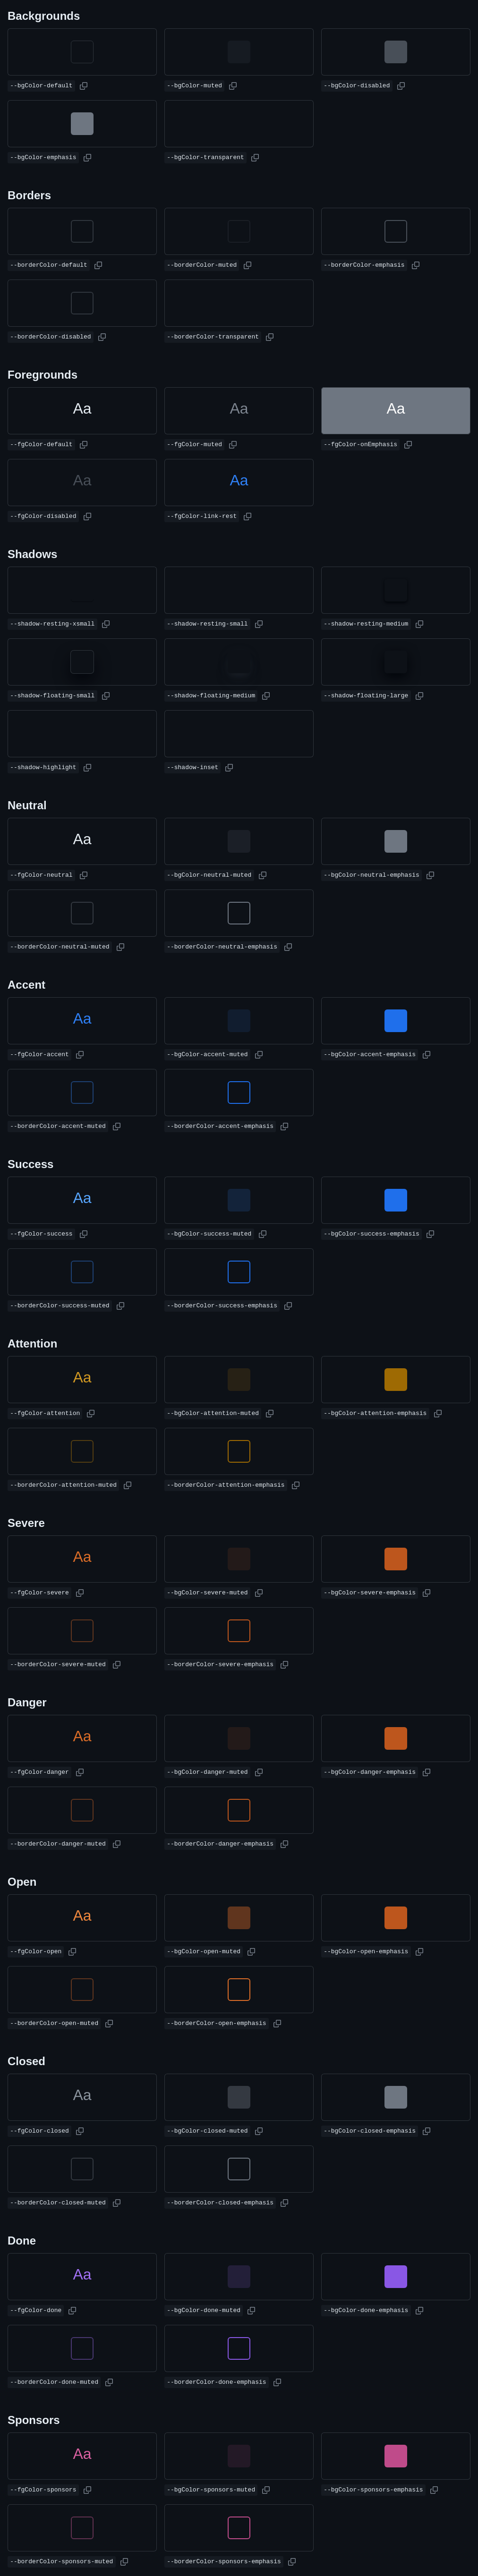 Backgrounds
--bgColor-default --bgColor-muted --bgColor-disabled
--bgColor-emphasis --bgColor-transparent
Borders
--borderColor-default --borderColor-muted --borderColor-emphasis
--borderColor-disabled --borderColor-transparent
Foregrounds
Aa Aa Aa
--fgColor-default --fgColor-muted --fgColor-onEmphasis
Aa Aa
--fgColor-disabled --fgColor-link-rest
Shadows
--shadow-resting-xsmall --shadow-resting-small --shadow-resting-medium
--shadow-floating-small --shadow-floating-medium --shadow-floating-large
--shadow-highlight --shadow-inset
Neutral
Aa
--fgColor-neutral --bgColor-neutral-muted --bgColor-neutral-emphasis
--borderColor-neutral-muted --borderColor-neutral-emphasis
Accent
Aa
--fgColor-accent --bgColor-accent-muted --bgColor-accent-emphasis
--borderColor-accent-muted --borderColor-accent-emphasis
Success
Aa
--fgColor-success --bgColor-success-muted --bgColor-success-emphasis
--borderColor-success-muted --borderColor-success-emphasis
Attention
Aa
--fgColor-attention --bgColor-attention-muted --bgColor-attention-emphasis
--borderColor-attention-muted --borderColor-attention-emphasis
Severe
Aa
--fgColor-severe --bgColor-severe-muted --bgColor-severe-emphasis
--borderColor-severe-muted --borderColor-severe-emphasis
Danger
Aa
--fgColor-danger --bgColor-danger-muted --bgColor-danger-emphasis
--borderColor-danger-muted --borderColor-danger-emphasis
Open
Aa
--fgColor-open --bgColor-open-muted --bgColor-open-emphasis
--borderColor-open-muted --borderColor-open-emphasis
Closed
Aa
--fgColor-closed --bgColor-closed-muted --bgColor-closed-emphasis
--borderColor-closed-muted --borderColor-closed-emphasis
Done
Aa
--fgColor-done --bgColor-done-muted --bgColor-done-emphasis
--borderColor-done-muted --borderColor-done-emphasis
Sponsors
Aa
--fgColor-sponsors --bgColor-sponsors-muted --bgColor-sponsors-emphasis
--borderColor-sponsors-muted --borderColor-sponsors-emphasis